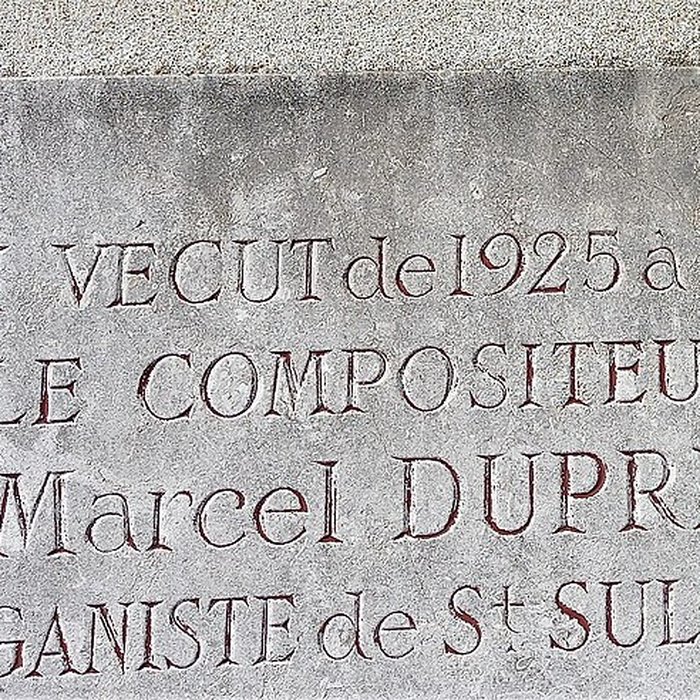 VÉCUT de 1925 à
LE COMPOSITEU
Marcel DUPR
GANISTE de St SUL